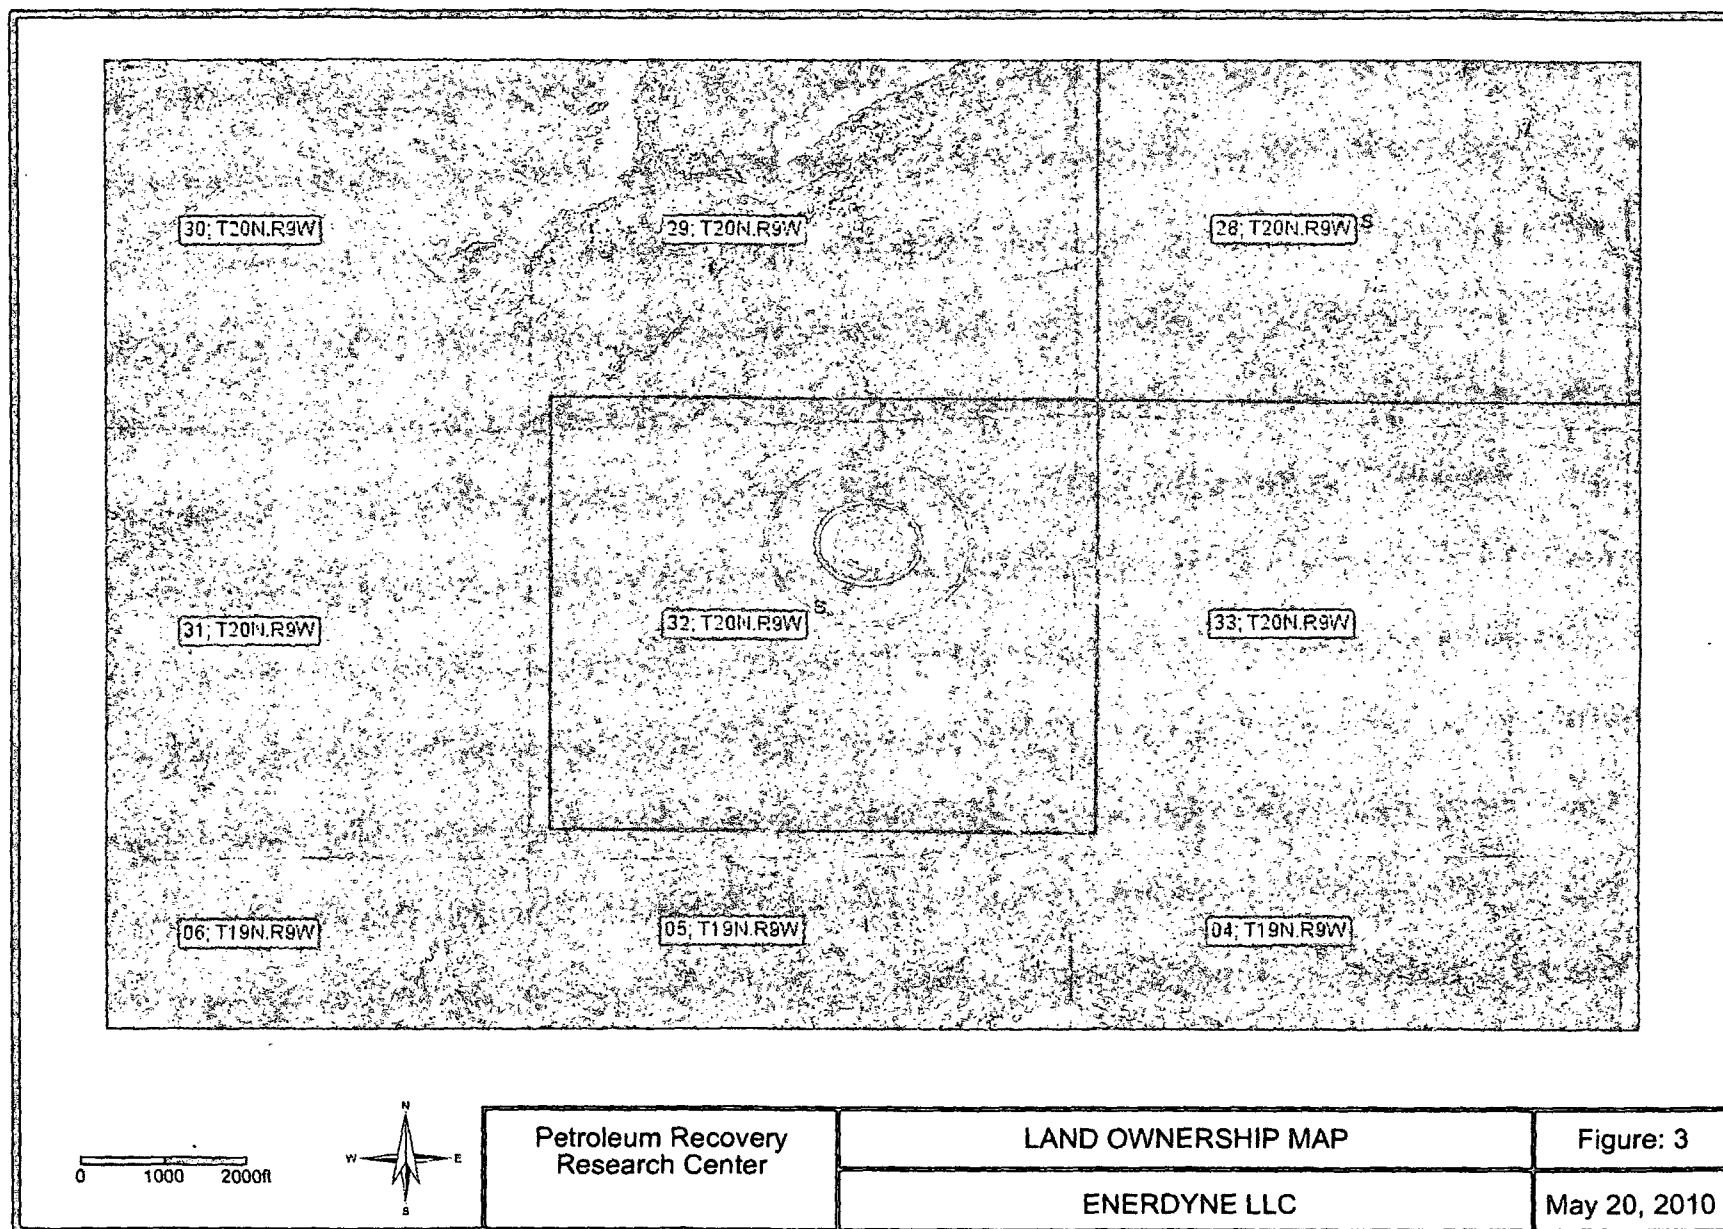 30; T20N.R9W
29; T20N.R9W
28; T20N.R9W S
31; T20N.R9W
32; T20N.R9W S
33; T20N.R9W
06; T19N.R9W
05; T19N.R9W
04; T19N.R9W
0 1000 2000ft
N
W E
S
Petroleum Recovery
Research Center
LAND OWNERSHIP MAP
Figure: 3
ENERDYNE LLC
May 20, 2010